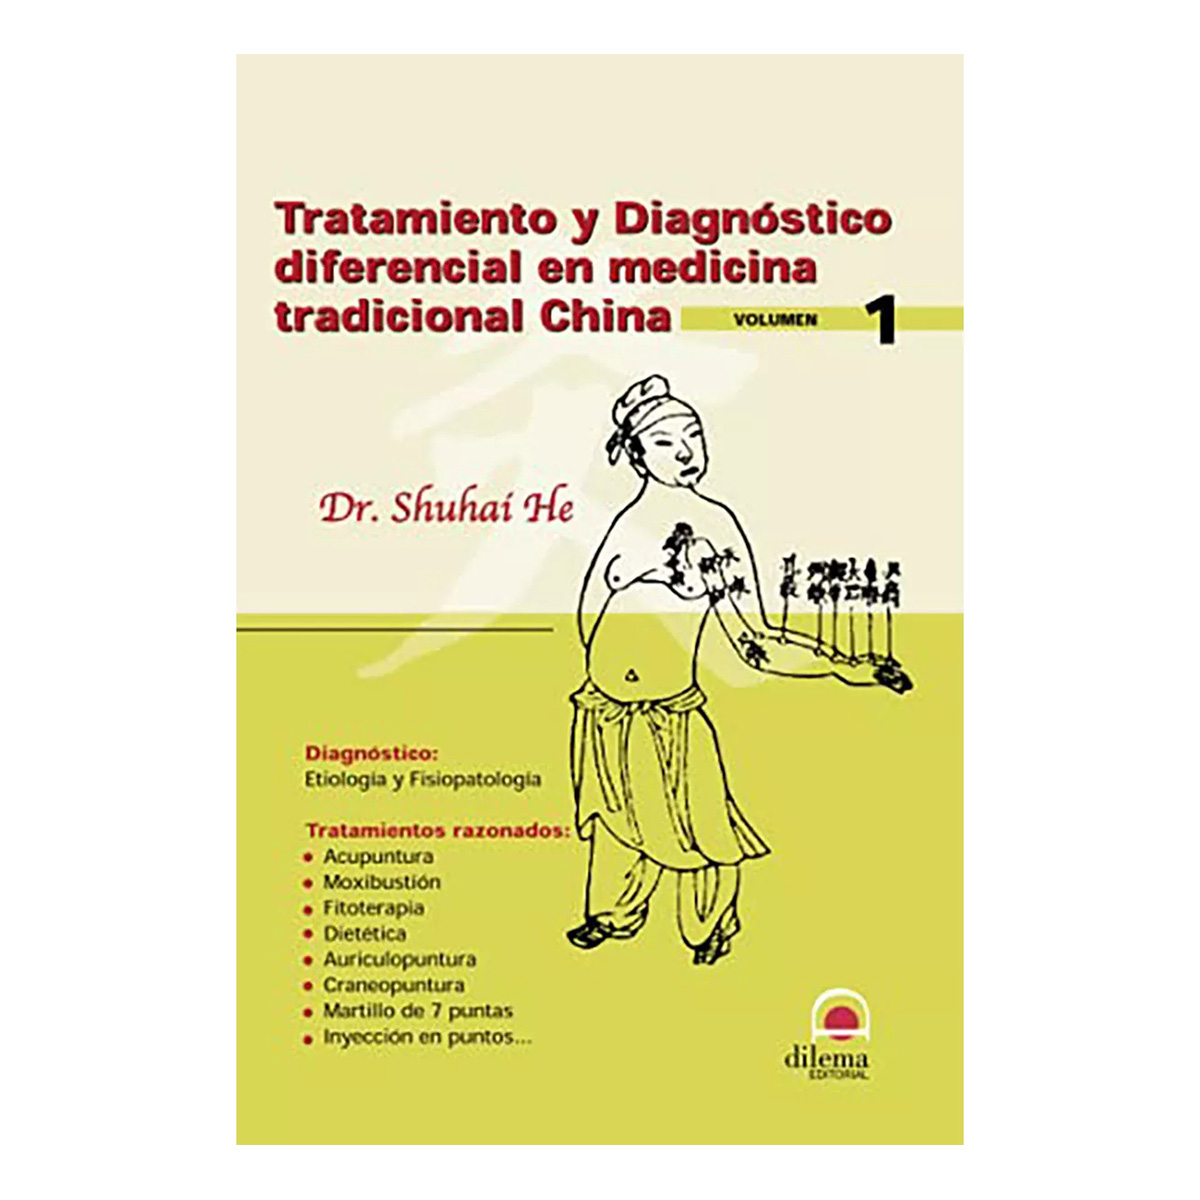 Tratamiento y Diagnóstico
diferencial en medicina
tradicional China VOLUMEN 1
Dr. Shuhai He
Diagnóstico:
Etiología y Fisiopatología
Tratamientos razonados:
• Acupuntura
• Moxibustión
• Fitoterapia
• Dietética
• Auriculopuntura
• Craneopuntura
• Martillo de 7 puntas
• Inyección en puntos...
dilema
EDITORIAL